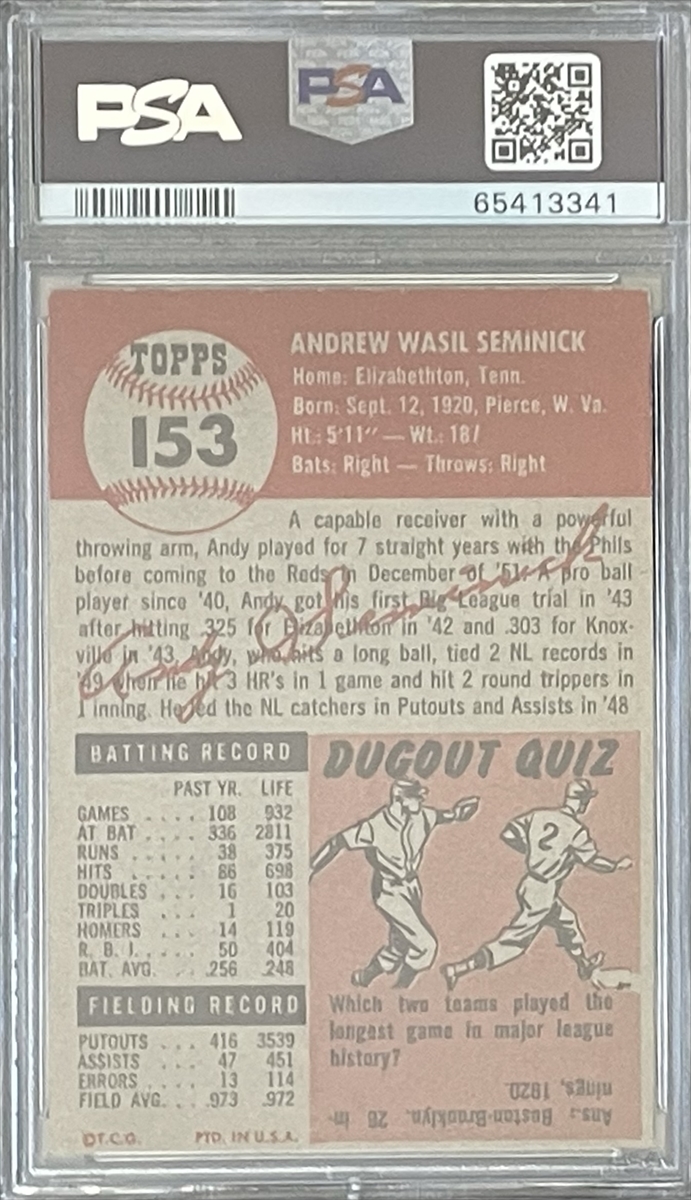 PSA
PSA
65413341
TOPPS
153
ANDREW WASIL SEMINICK
Home: Elizabethton, Tenn.
Born: Sept. 12, 1920, Pierce, W. Va.
Ht.: 5'11" — Wt.: 187
Bats: Right — Throws: Right
A capable receiver with a powerful
throwing arm, Andy played for 7 straight years with the Phils
before coming to the Reds in December of '51. A pro ball
player since '40, Andy got his first Big League trial in '43
after hitting .325 for Elizabethton in '42 and .303 for Knox-
ville in '43. Andy, who hits a long ball, tied 2 NL records in
'49 when he hit 3 HR's in 1 game and hit 2 round trippers in
1 inning. He led the NL catchers in Putouts and Assists in '48
Andy Seminick
BATTING RECORD
PAST YR. LIFE
GAMES .... 108 932
AT BAT .... 336 2811
RUNS ..... 38 375
HITS ..... 86 698
DOUBLES ... 16 103
TRIPLES ... 1 20
HOMERS ... 14 119
R. B. I. .... 50 404
BAT. AVG. .. .256 .248
FIELDING RECORD
PUTOUTS ... 416 3539
ASSISTS ... 47 451
ERRORS .... 13 114
FIELD AVG. .. .973 .972
©T.C.G. PTD. IN U.S.A.
DUGOUT QUIZ
2
Which two teams played the
longest game in major league
history?
Ans.: Boston-Brooklyn. 26 in-
nings, 1920.